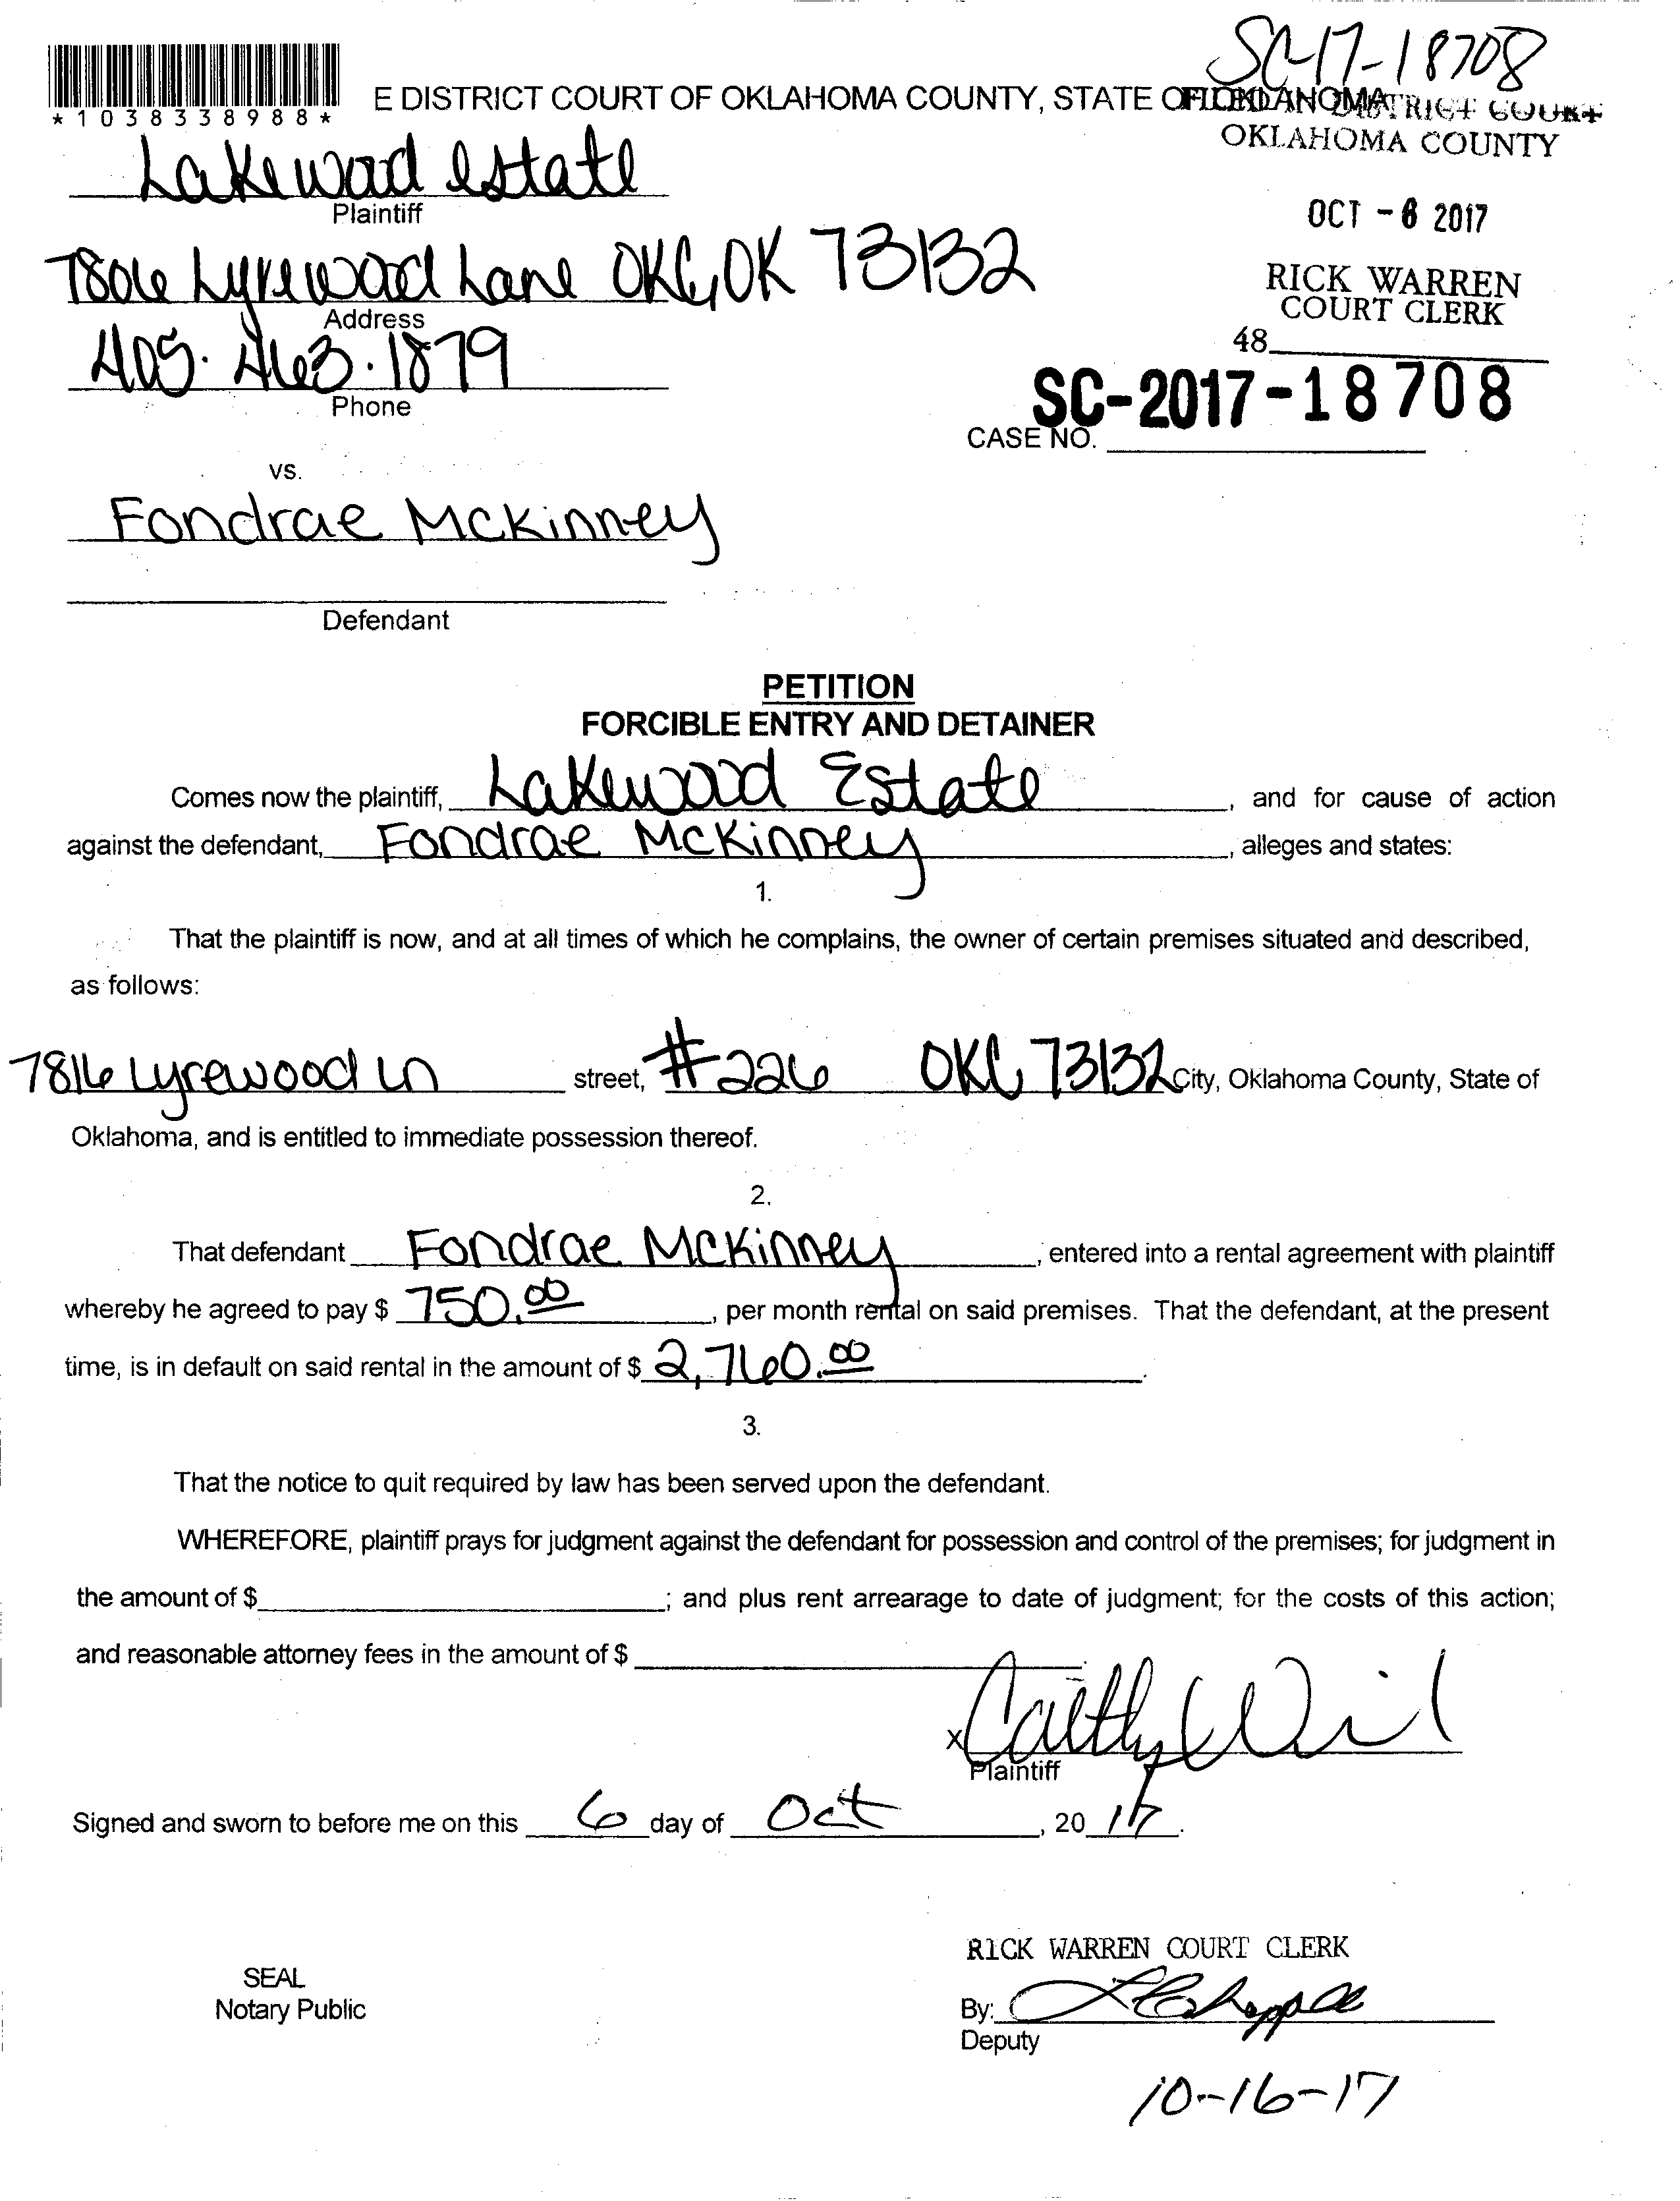 SC-17-18708
*1038338988*
E DISTRICT COURT OF OKLAHOMA COUNTY, STATE OF OKLAHOMA
FILED IN DISTRICT COURT
OKLAHOMA COUNTY
Lakewood Estate
Plaintiff
OCT - 6 2017
7806 Lyrewood Lane OKC, OK 73132
Address
RICK WARREN
COURT CLERK
405. 463. 1879
Phone
48
SC-2017-18708
CASE NO.
vs.
Fondrae McKinney
Defendant
PETITION
FORCIBLE ENTRY AND DETAINER
Comes now the plaintiff, Lakewood Estate, and for cause of action
against the defendant, Fondrae McKinney, alleges and states:
1.
That the plaintiff is now, and at all times of which he complains, the owner of certain premises situated and described,
as follows:
7816 Lyrewood Ln street, #226 OKC 73132 City, Oklahoma County, State of
Oklahoma, and is entitled to immediate possession thereof.
2.
That defendant Fondrae McKinney, entered into a rental agreement with plaintiff
whereby he agreed to pay $ 750.00, per month rental on said premises. That the defendant, at the present
time, is in default on said rental in the amount of $ 2,760.00.
3.
That the notice to quit required by law has been served upon the defendant.
WHEREFORE, plaintiff prays for judgment against the defendant for possession and control of the premises; for judgment in
the amount of $ ; and plus rent arrearage to date of judgment; for the costs of this action;
and reasonable attorney fees in the amount of $ .
x
Plaintiff
Signed and sworn to before me on this 6 day of Oct, 20 17.
RICK WARREN COURT CLERK
SEAL
Notary Public
By:
Deputy
10-16-17